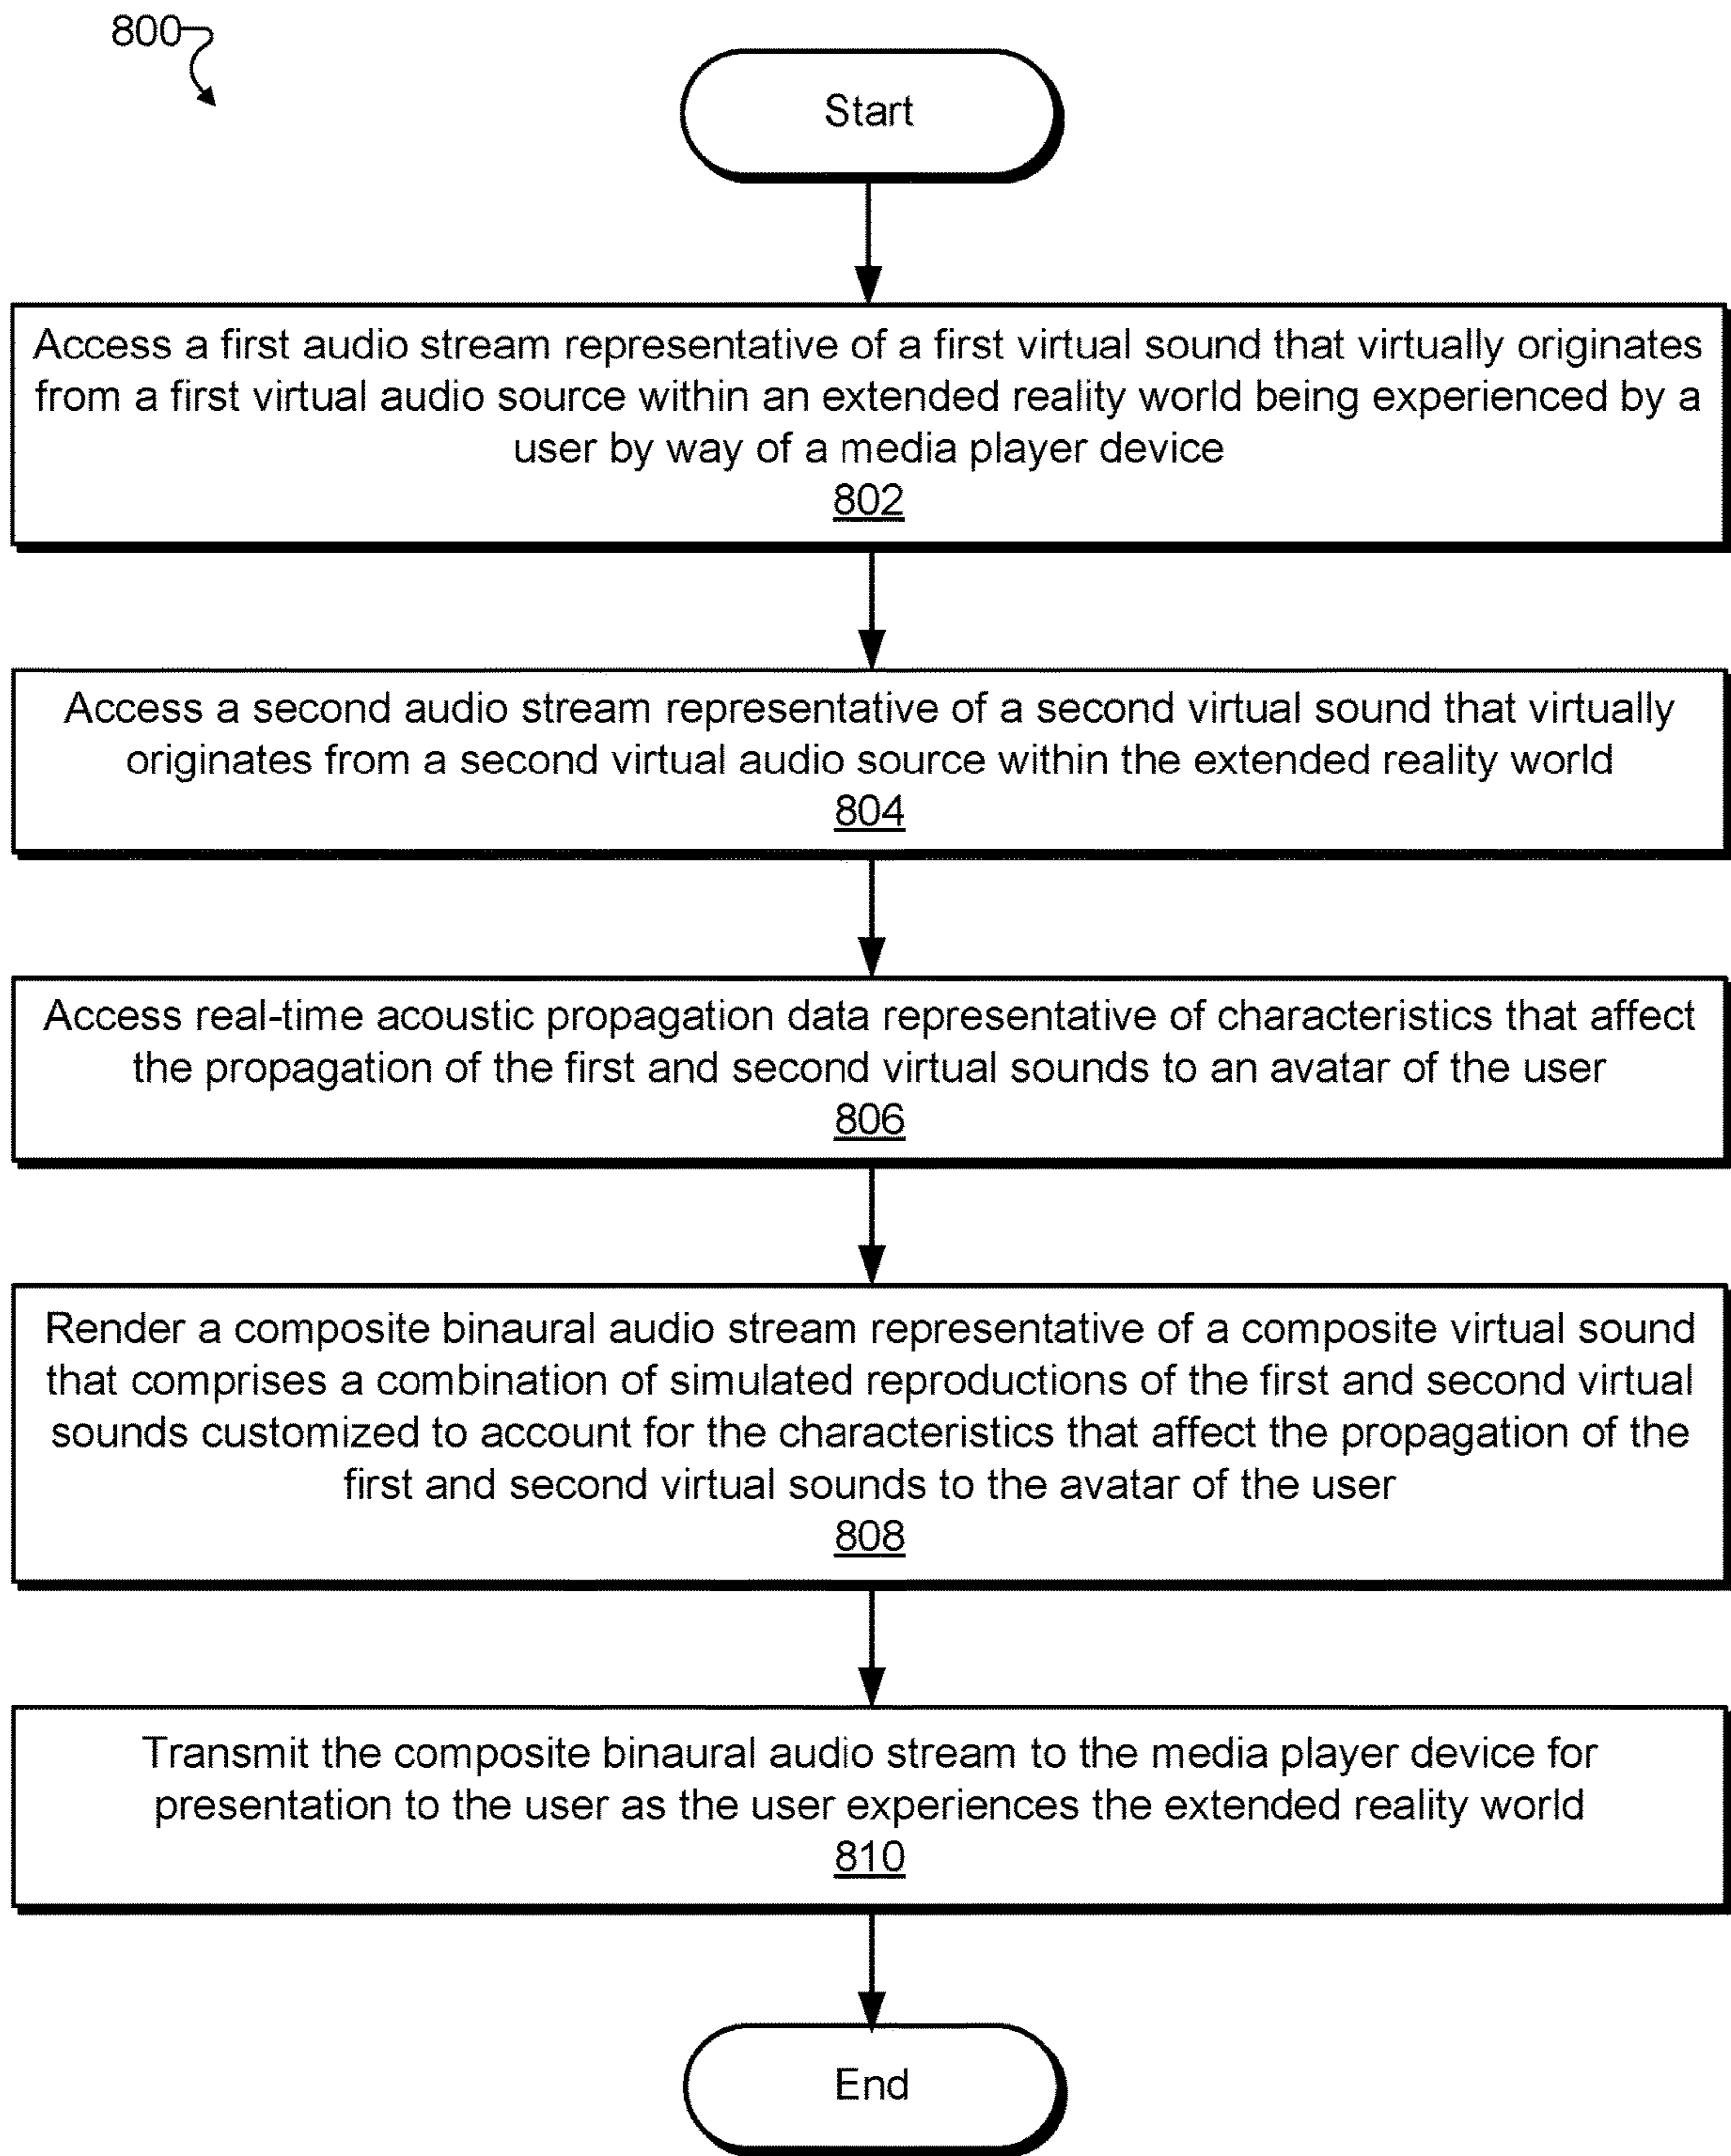 800
Start
Access a first audio stream representative of a first virtual sound that virtually originates
from a first virtual audio source within an extended reality world being experienced by a
user by way of a media player device
802
Access a second audio stream representative of a second virtual sound that virtually
originates from a second virtual audio source within the extended reality world
804
Access real-time acoustic propagation data representative of characteristics that affect
the propagation of the first and second virtual sounds to an avatar of the user
806
Render a composite binaural audio stream representative of a composite virtual sound
that comprises a combination of simulated reproductions of the first and second virtual
sounds customized to account for the characteristics that affect the propagation of the
first and second virtual sounds to the avatar of the user
808
Transmit the composite binaural audio stream to the media player device for
presentation to the user as the user experiences the extended reality world
810
End